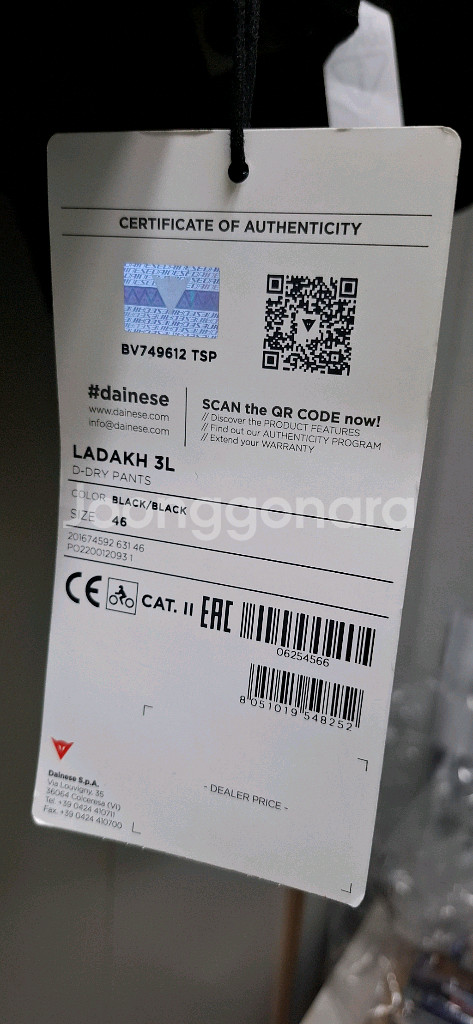 CERTIFICATE OF AUTHENTICITY
BV749612 TSP
#dainese
www.dainese.com
info@dainese.com
SCAN the QR CODE now!
// Discover the PRODUCT FEATURES
// Find out our AUTHENTICITY PROGRAM
// Extend your WARRANTY
LADAKH 3L
D-DRY PANTS
COLOR BLACK/BLACK
SIZE 46
joonggonara
201674592 631 46
PO220012093 1
CE CAT. II EAC
06254566
8 051019 548252
Dainese S.p.A.
Via Louvigny, 35
36064 Colceresa (VI)
Tel. +39 0424 410711
Fax. +39 0424 410700
- DEALER PRICE -